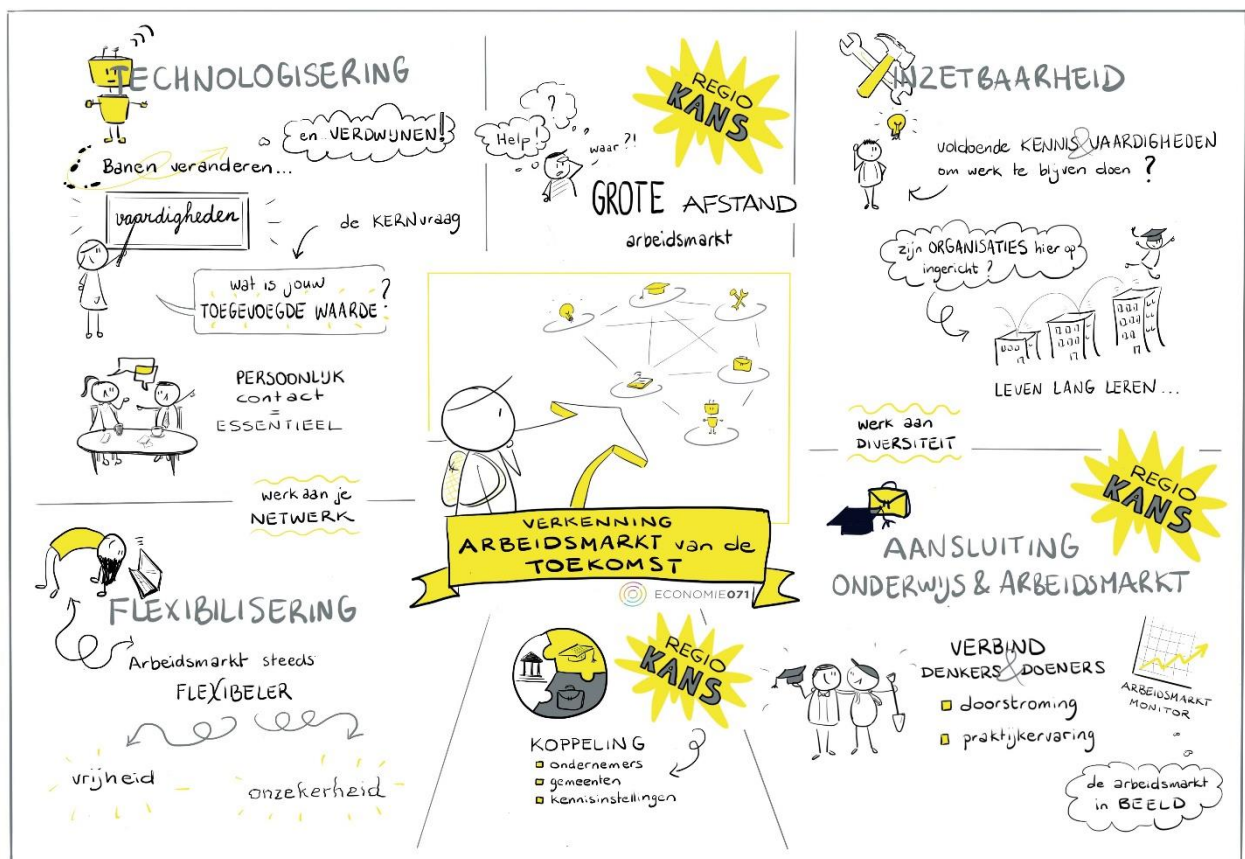 TECHNOLOGISERING
en VERDWIJNEN!
Banen veranderen...
vaardigheden
de KERNvraag
wat is jouw
TOEGEVOEGDE WAARDE?
PERSOONLIJK
contact
=
ESSENTIEEL
werk aan je
NETWERK
REGIO
KANS
?
Help!
waar?!
GROTE AFSTAND
arbeidsmarkt
INZETBAARHEID
voldoende KENNIS & VAARDIGHEDEN
om werk te blijven doen?
zijn ORGANISATIES hier op
ingericht?
LEVEN LANG LEREN...
werk aan
DIVERSITEIT
VERKENNING
ARBEIDSMARKT van de
TOEKOMST
ECONOMIE071
FLEXIBILISERING
Arbeidsmarkt steeds
FLEXIBELER
vrijheid
onzekerheid
REGIO
KANS
KOPPELING
ondernemers
gemeenten
kennisinstellingen
REGIO
KANS
AANSLUITING
ONDERWIJS & ARBEIDSMARKT
VERBIND
DENKERS & DOENERS
doorstroming
praktijkervaring
ARBEIDSMARKT
MONITOR
de arbeidsmarkt
in BEELD